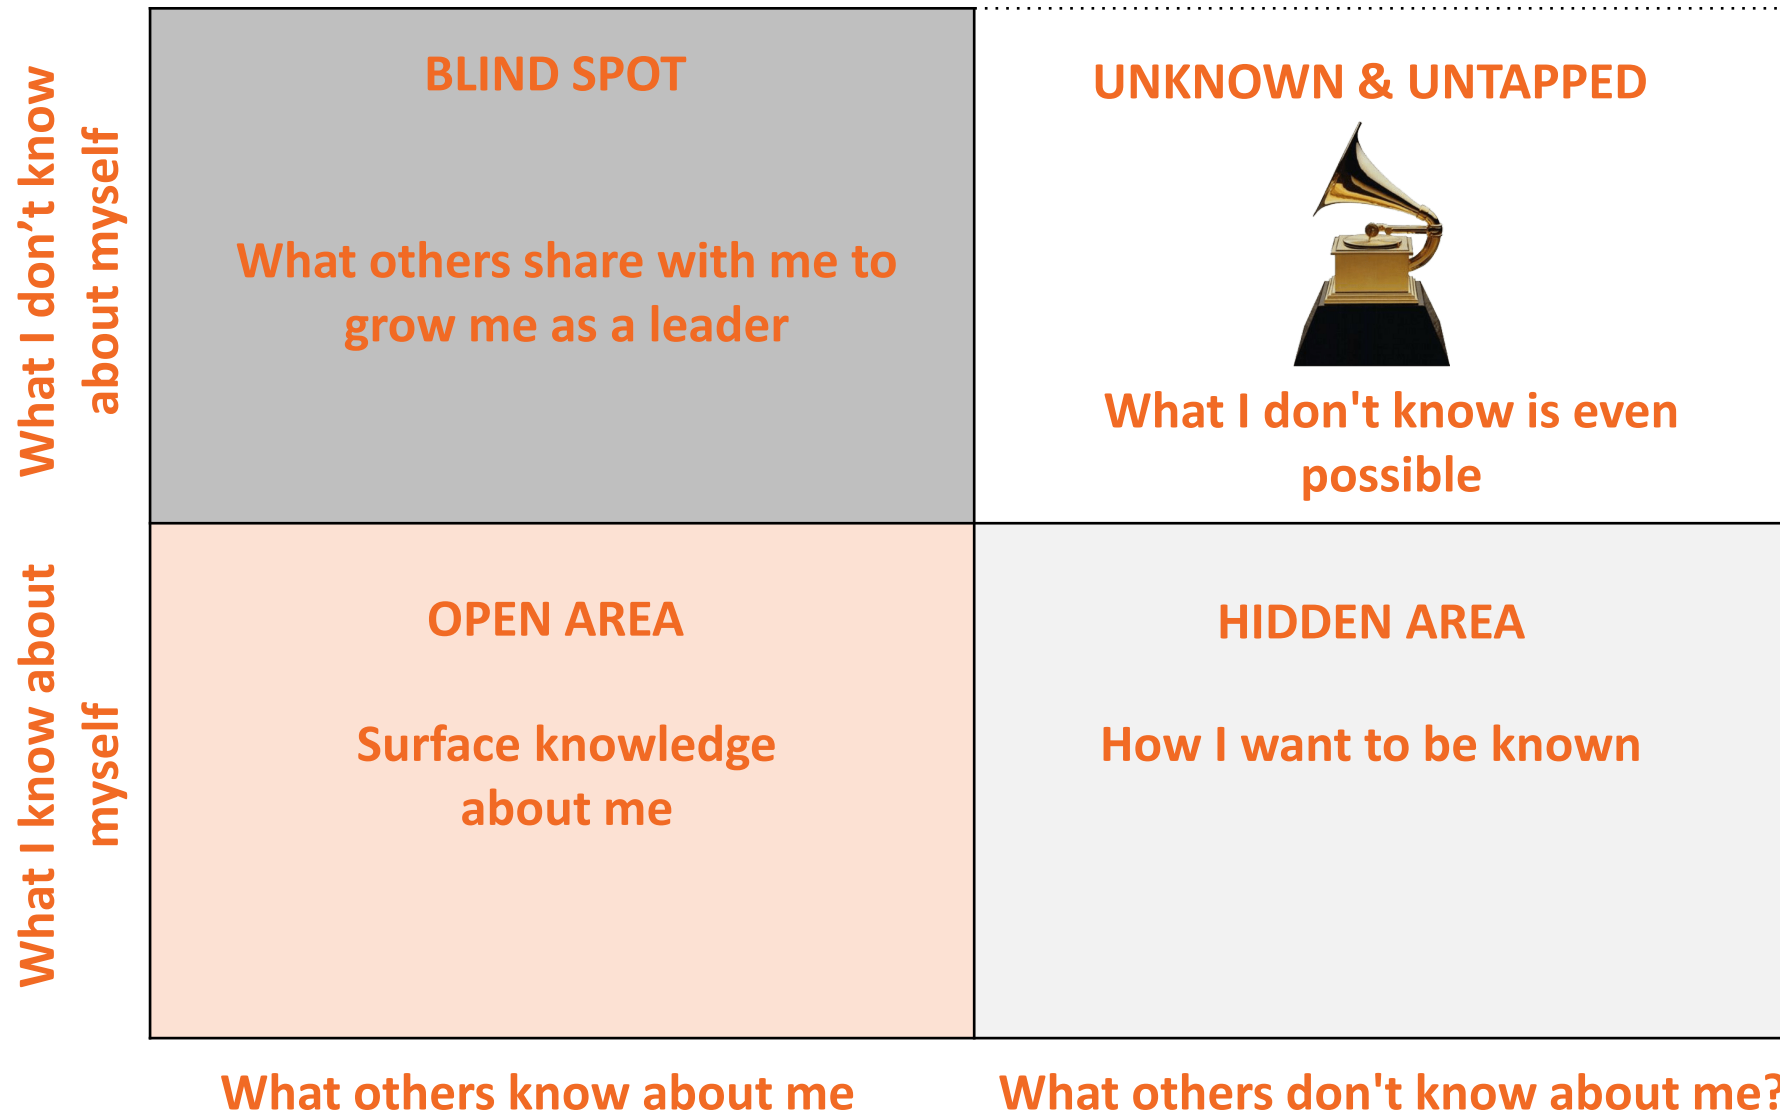 What I don’t know
about myself
BLIND SPOT
What others share with me to
grow me as a leader
UNKNOWN & UNTAPPED
What I don't know is even
possible
What I know about
myself
OPEN AREA
Surface knowledge
about me
HIDDEN AREA
How I want to be known
What others know about me
What others don't know about me?